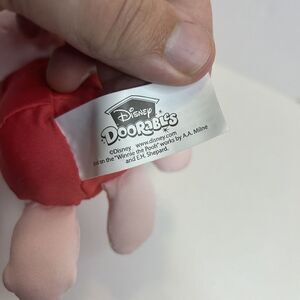 Disney
DOORABLES
©Disney www.disney.com
on the "Winnie the Pooh" works by A.A. Milne
and E.H. Shepard.